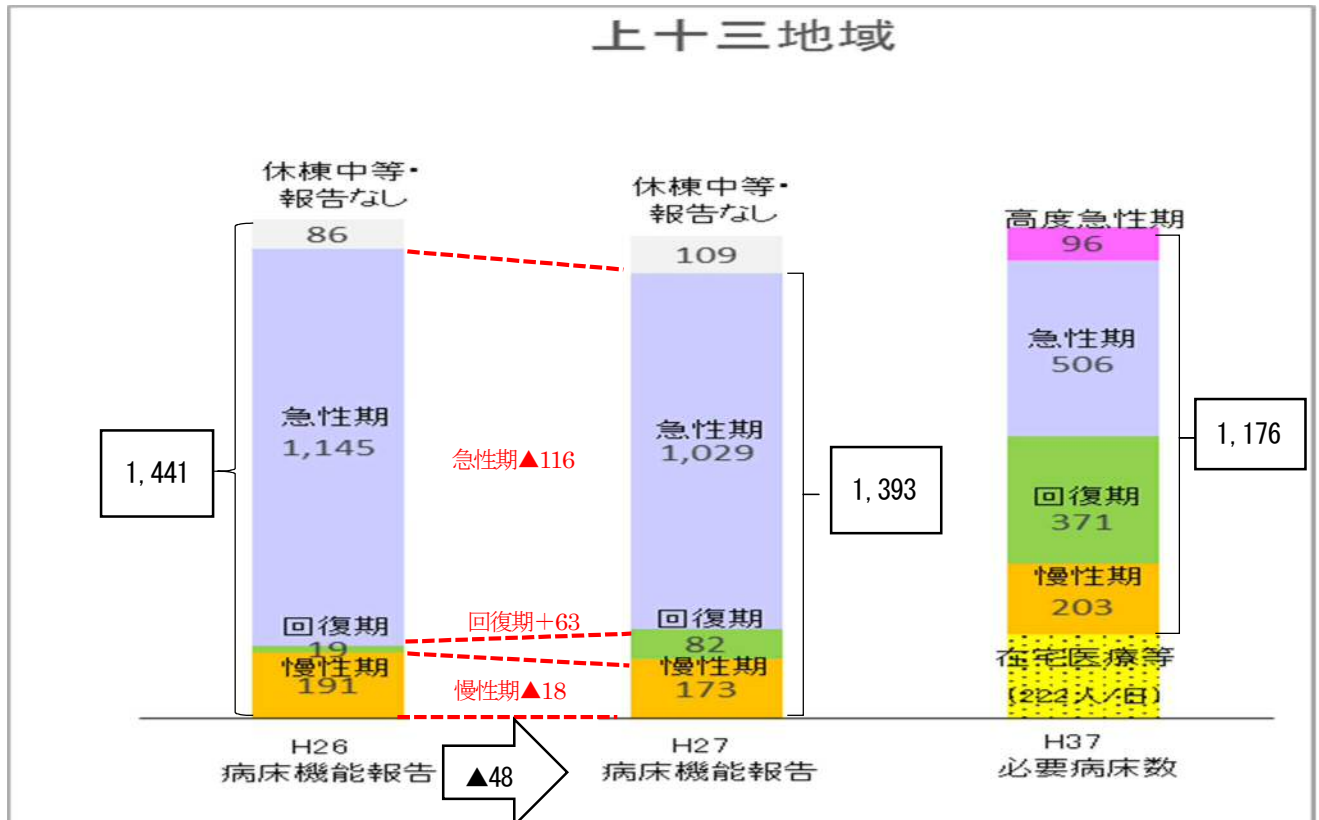 上十三地域
休棟中等・
報告なし
86
急性期
1,145
回復期
19
慢性期
191
1,441
H26
病床機能報告
急性期▲116
回復期+63
慢性期▲18
▲48
休棟中等・
報告なし
109
急性期
1,029
回復期
82
慢性期
173
1,393
H27
病床機能報告
高度急性期
96
急性期
506
回復期
371
慢性期
203
在宅医療等
(222人/日)
1,176
H37
必要病床数